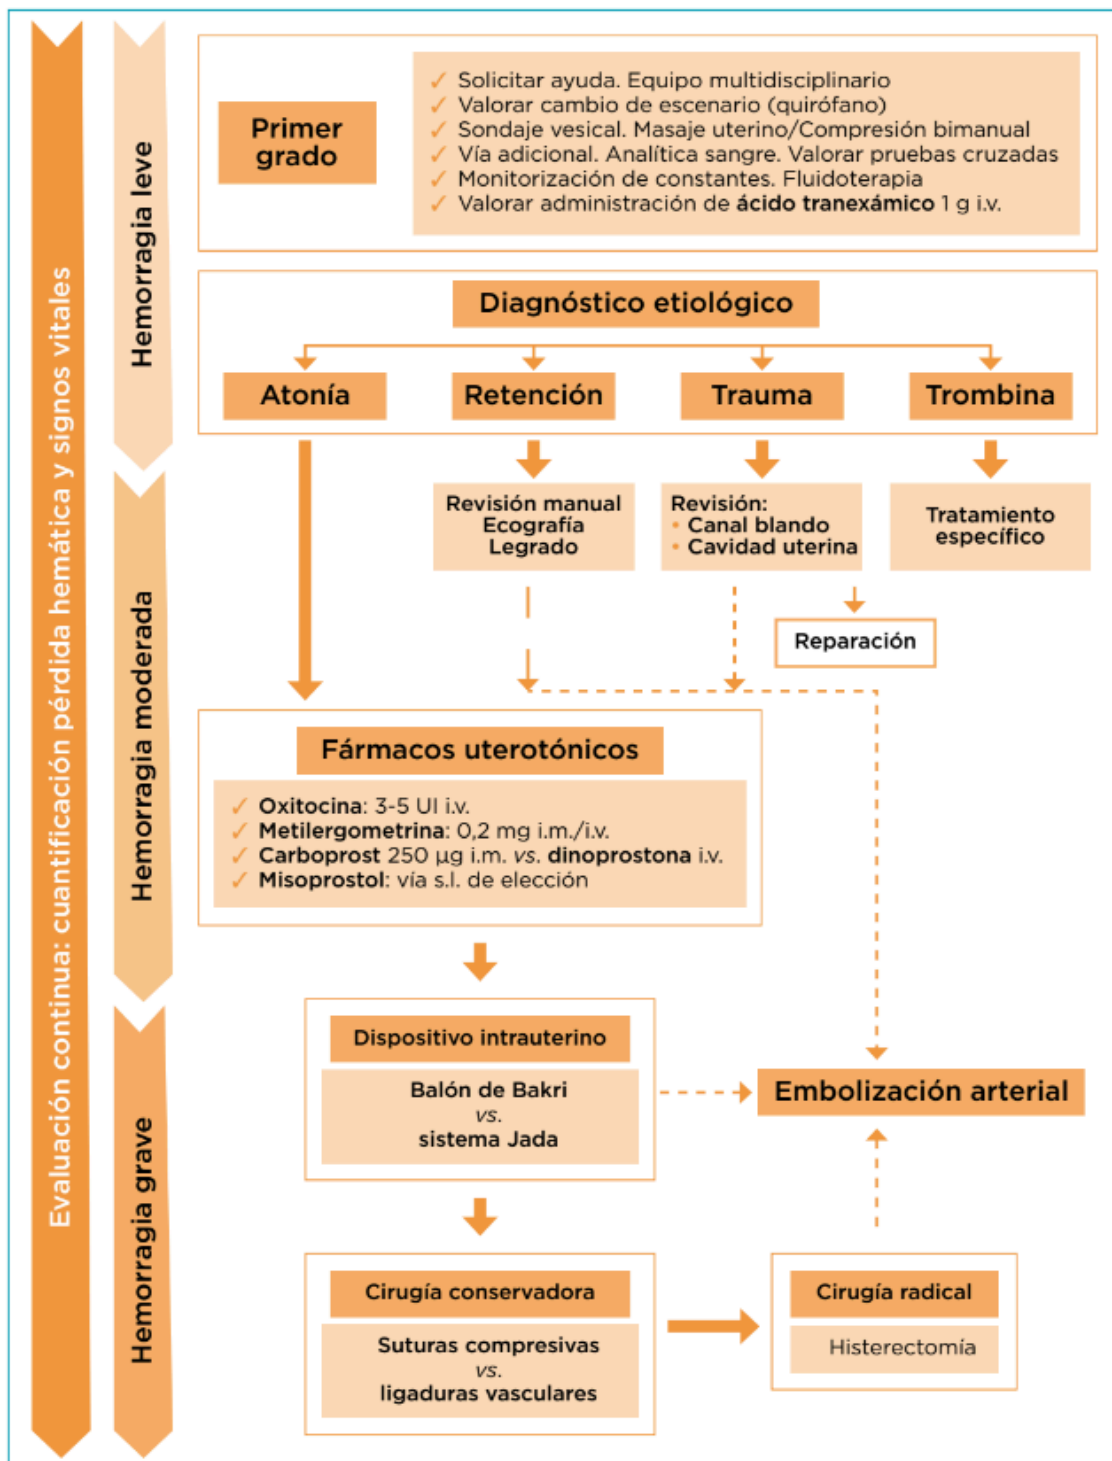 Evaluación continua: cuantificación pérdida hemática y signos vitales
Hemorragia leve
Primer
grado
✓ Solicitar ayuda. Equipo multidisciplinario
✓ Valorar cambio de escenario (quirófano)
✓ Sondaje vesical. Masaje uterino/Compresión bimanual
✓ Vía adicional. Analítica sangre. Valorar pruebas cruzadas
✓ Monitorización de constantes. Fluidoterapia
✓ Valorar administración de ácido tranexámico 1 g i.v.
Diagnóstico etiológico
Atonía
Retención
Trauma
Trombina
Hemorragia moderada
Revisión manual
Ecografía
Legrado
Revisión:
• Canal blando
• Cavidad uterina
Tratamiento
específico
Reparación
Fármacos uterotónicos
✓ Oxitocina: 3-5 UI i.v.
✓ Metilergometrina: 0,2 mg i.m./i.v.
✓ Carboprost 250 µg i.m. vs. dinoprostona i.v.
✓ Misoprostol: vía s.l. de elección
Hemorragia grave
Dispositivo intrauterino
Balón de Bakri
vs.
sistema Jada
Embolización arterial
Cirugía conservadora
Suturas compresivas
vs.
ligaduras vasculares
Cirugía radical
Histerectomía